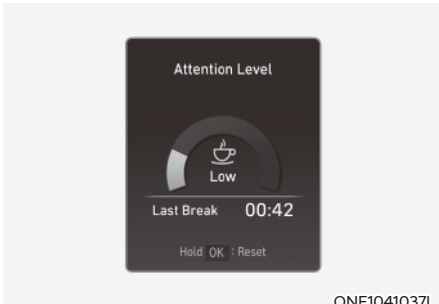 Attention Level
Low
Last Break 00:42
Hold OK : Reset
ONE1041037L